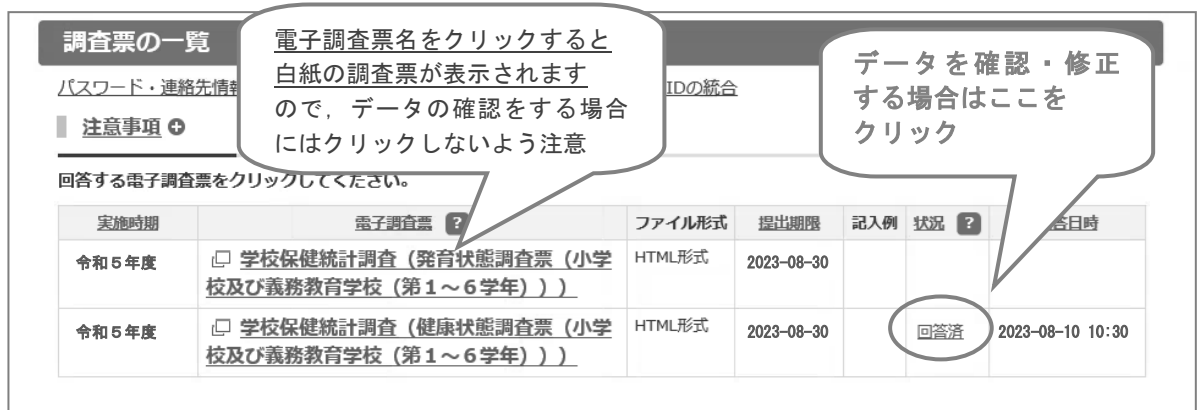 調査票の一覧
電子調査票名をクリックすると
白紙の調査票が表示されます
ので，データの確認をする場合
にはクリックしないよう注意
データを確認・修正
する場合はここを
クリック
パスワード・連絡先情
IDの統合
注意事項
回答する電子調査票をクリックしてください。
実施時期 電子調査票 ? ファイル形式 提出期限 記入例 状況 ? 答日時
令和５年度 学校保健統計調査（発育状態調査票（小学 HTML形式 2023-08-30
校及び義務教育学校（第１～６学年）））
令和５年度 学校保健統計調査（健康状態調査票（小学 HTML形式 2023-08-30 回答済 2023-08-10 10:30
校及び義務教育学校（第１～６学年）））